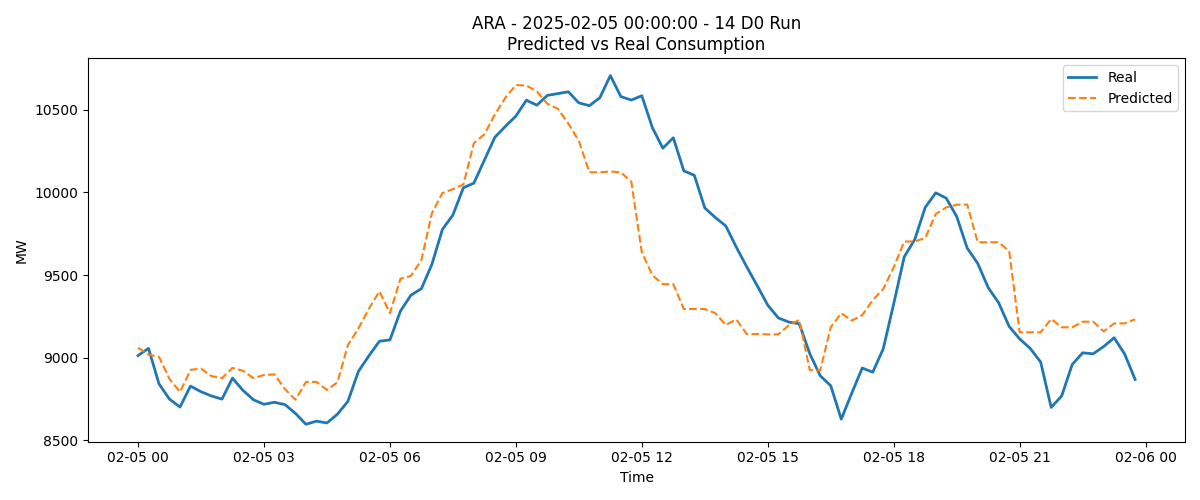 ARA - 2025-02-05 00:00:00 - 14 D0 Run
Predicted vs Real Consumption
Real
Predicted
MW
10500
10000
9500
9000
8500
02-05 00
02-05 03
02-05 06
02-05 09
02-05 12
02-05 15
02-05 18
02-05 21
02-06 00
Time